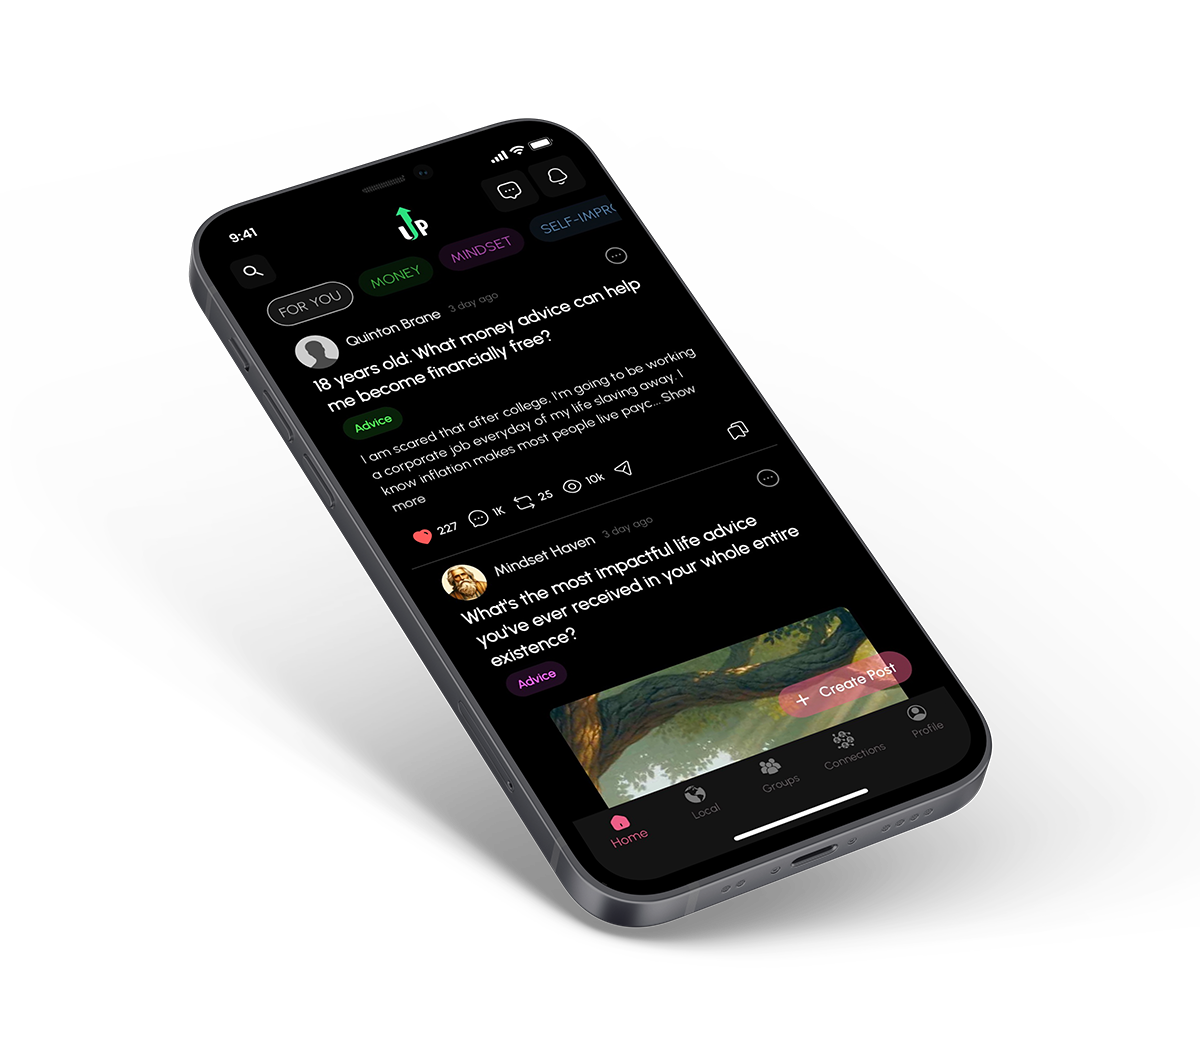 9:41
UP
FOR YOU
MONEY
MINDSET
SELF-IMPR
Quinton Brane 3 day ago
18 years old: What money advice can help
me become financially free?
Advice
I am scared that after college, I'm going to be working
a corporate job everyday of my life slaving away. I
know inflation makes most people live payc... Show
more
227
1K
25
10k
Mindset Haven 3 day ago
What's the most impactful life advice
you've ever received in your whole entire
existence?
Advice
+ Create Post
Home
Local
Groups
Connections
Profile